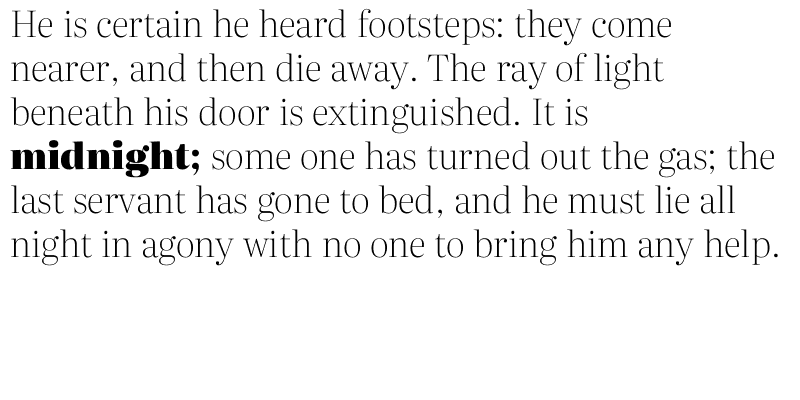 He is certain he heard footsteps: they come
nearer, and then die away. The ray of light
beneath his door is extinguished. It is
midnight; some one has turned out the gas; the
last servant has gone to bed, and he must lie all
night in agony with no one to bring him any help.